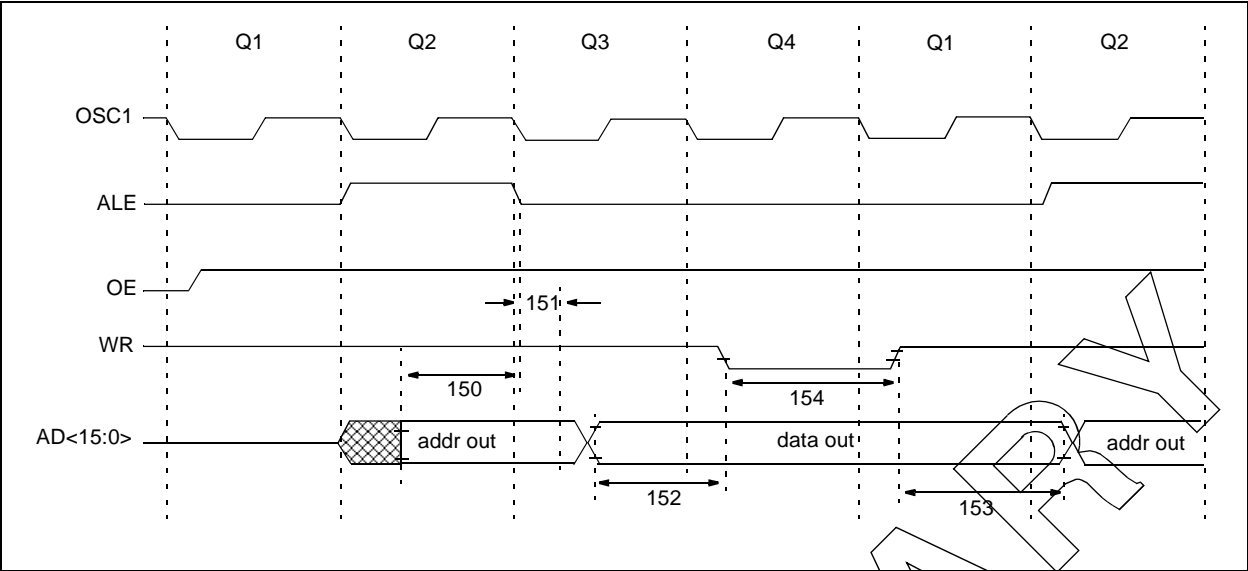 Q1 Q2 Q3 Q4 Q1 Q2
OSC1
ALE
OE
151
WR
150
154
AD<15:0>
addr out data out addr out
152
153
A R Y